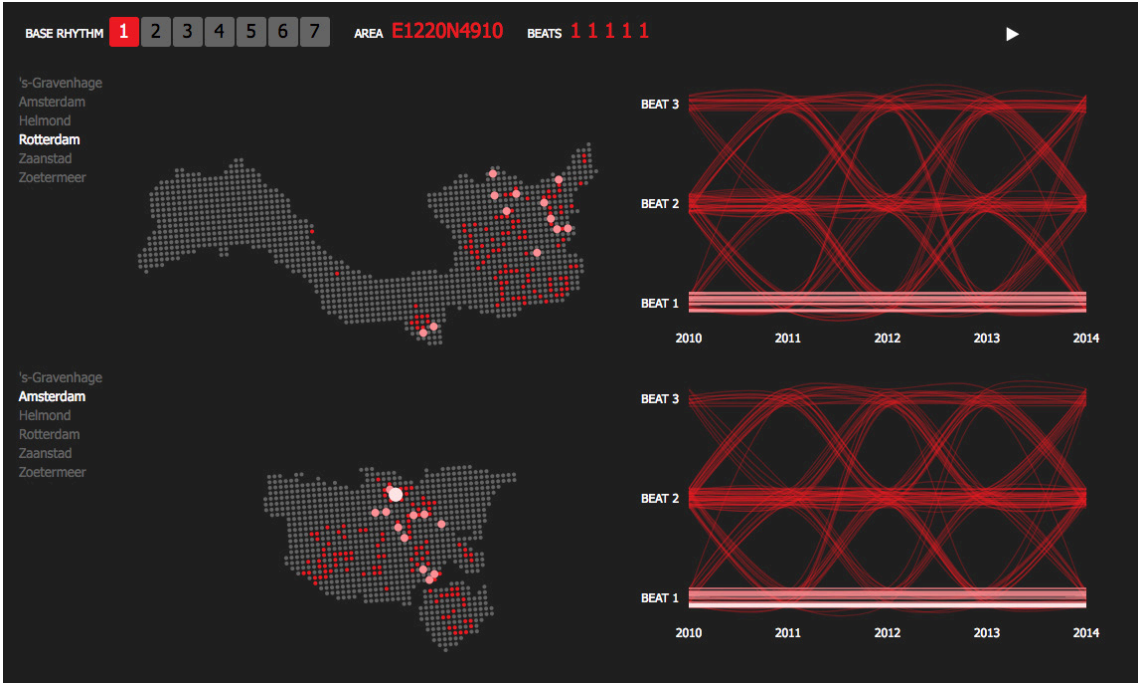 BASE RHYTHM 1 2 3 4 5 6 7 AREA E1220N4910 BEATS 1 1 1 1 1
's-Gravenhage
Amsterdam
Helmond
Rotterdam
Zaanstad
Zoetermeer
BEAT 3
BEAT 2
BEAT 1
2010 2011 2012 2013 2014
's-Gravenhage
Amsterdam
Helmond
Rotterdam
Zaanstad
Zoetermeer
BEAT 3
BEAT 2
BEAT 1
2010 2011 2012 2013 2014